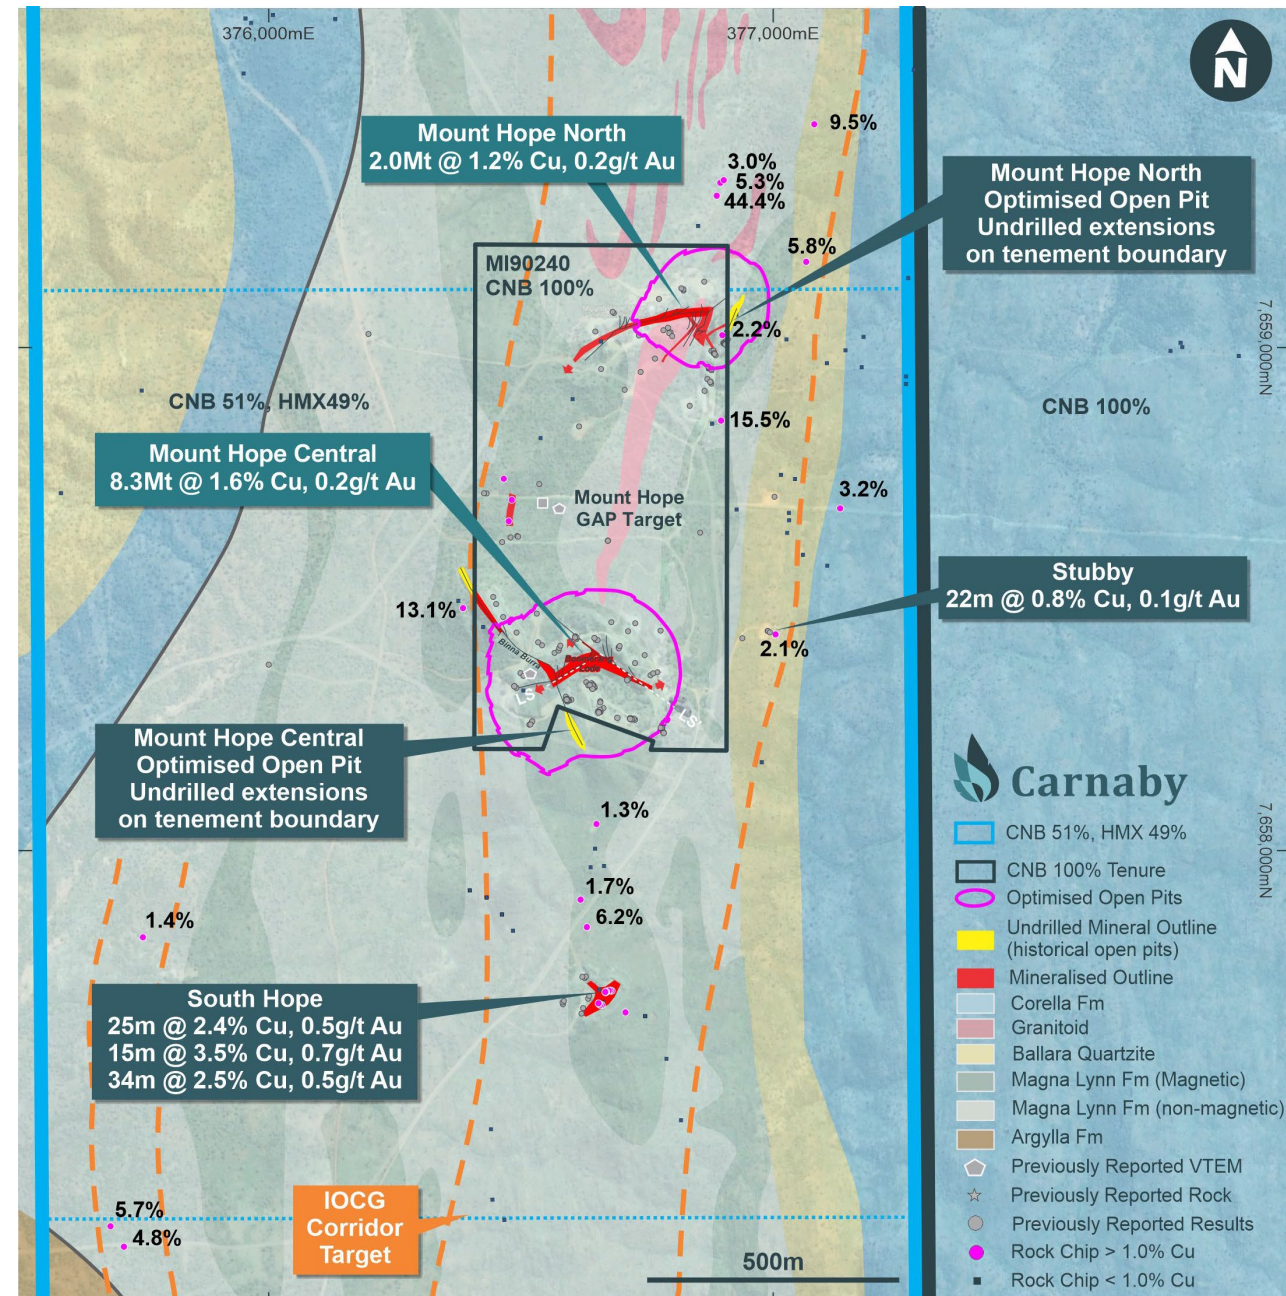 376,000mE
377,000mE
N
Mount Hope North
2.0Mt @ 1.2% Cu, 0.2g/t Au
9.5%
3.0%
5.3%
44.4%
Mount Hope North
Optimised Open Pit
Undrilled extensions
on tenement boundary
5.8%
MI90240
CNB 100%
2.2%
7,659,000mN
CNB 51%, HMX49%
CNB 100%
15.5%
Mount Hope Central
8.3Mt @ 1.6% Cu, 0.2g/t Au
Mount Hope
GAP Target
3.2%
Stubby
22m @ 0.8% Cu, 0.1g/t Au
13.1%
2.1%
Binna Burra
Boomerang
Lode
LS
LS'
Mount Hope Central
Optimised Open Pit
Undrilled extensions
on tenement boundary
1.3%
7,658,000mN
1.7%
6.2%
1.4%
South Hope
25m @ 2.4% Cu, 0.5g/t Au
15m @ 3.5% Cu, 0.7g/t Au
34m @ 2.5% Cu, 0.5g/t Au
5.7%
4.8%
IOCG
Corridor
Target
500m
Carnaby
CNB 51%, HMX 49%
CNB 100% Tenure
Optimised Open Pits
Undrilled Mineral Outline
(historical open pits)
Mineralised Outline
Corella Fm
Granitoid
Ballara Quartzite
Magna Lynn Fm (Magnetic)
Magna Lynn Fm (non-magnetic)
Argylla Fm
Previously Reported VTEM
Previously Reported Rock
Previously Reported Results
Rock Chip > 1.0% Cu
Rock Chip < 1.0% Cu